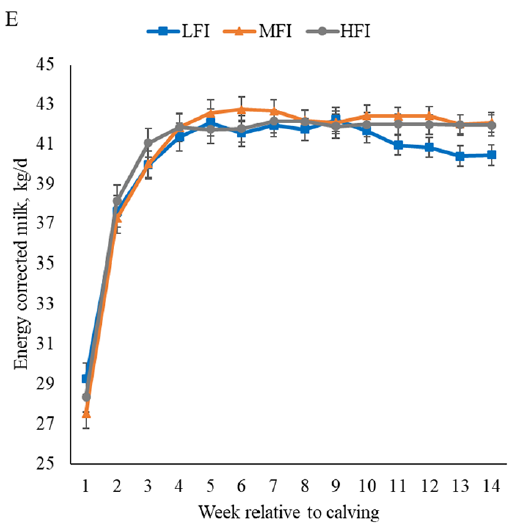 E
LFI MFI HFI
45
43
41
39
37
35
33
31
29
27
25
Energy corrected milk, kg/d
1 2 3 4 5 6 7 8 9 10 11 12 13 14
Week relative to calving